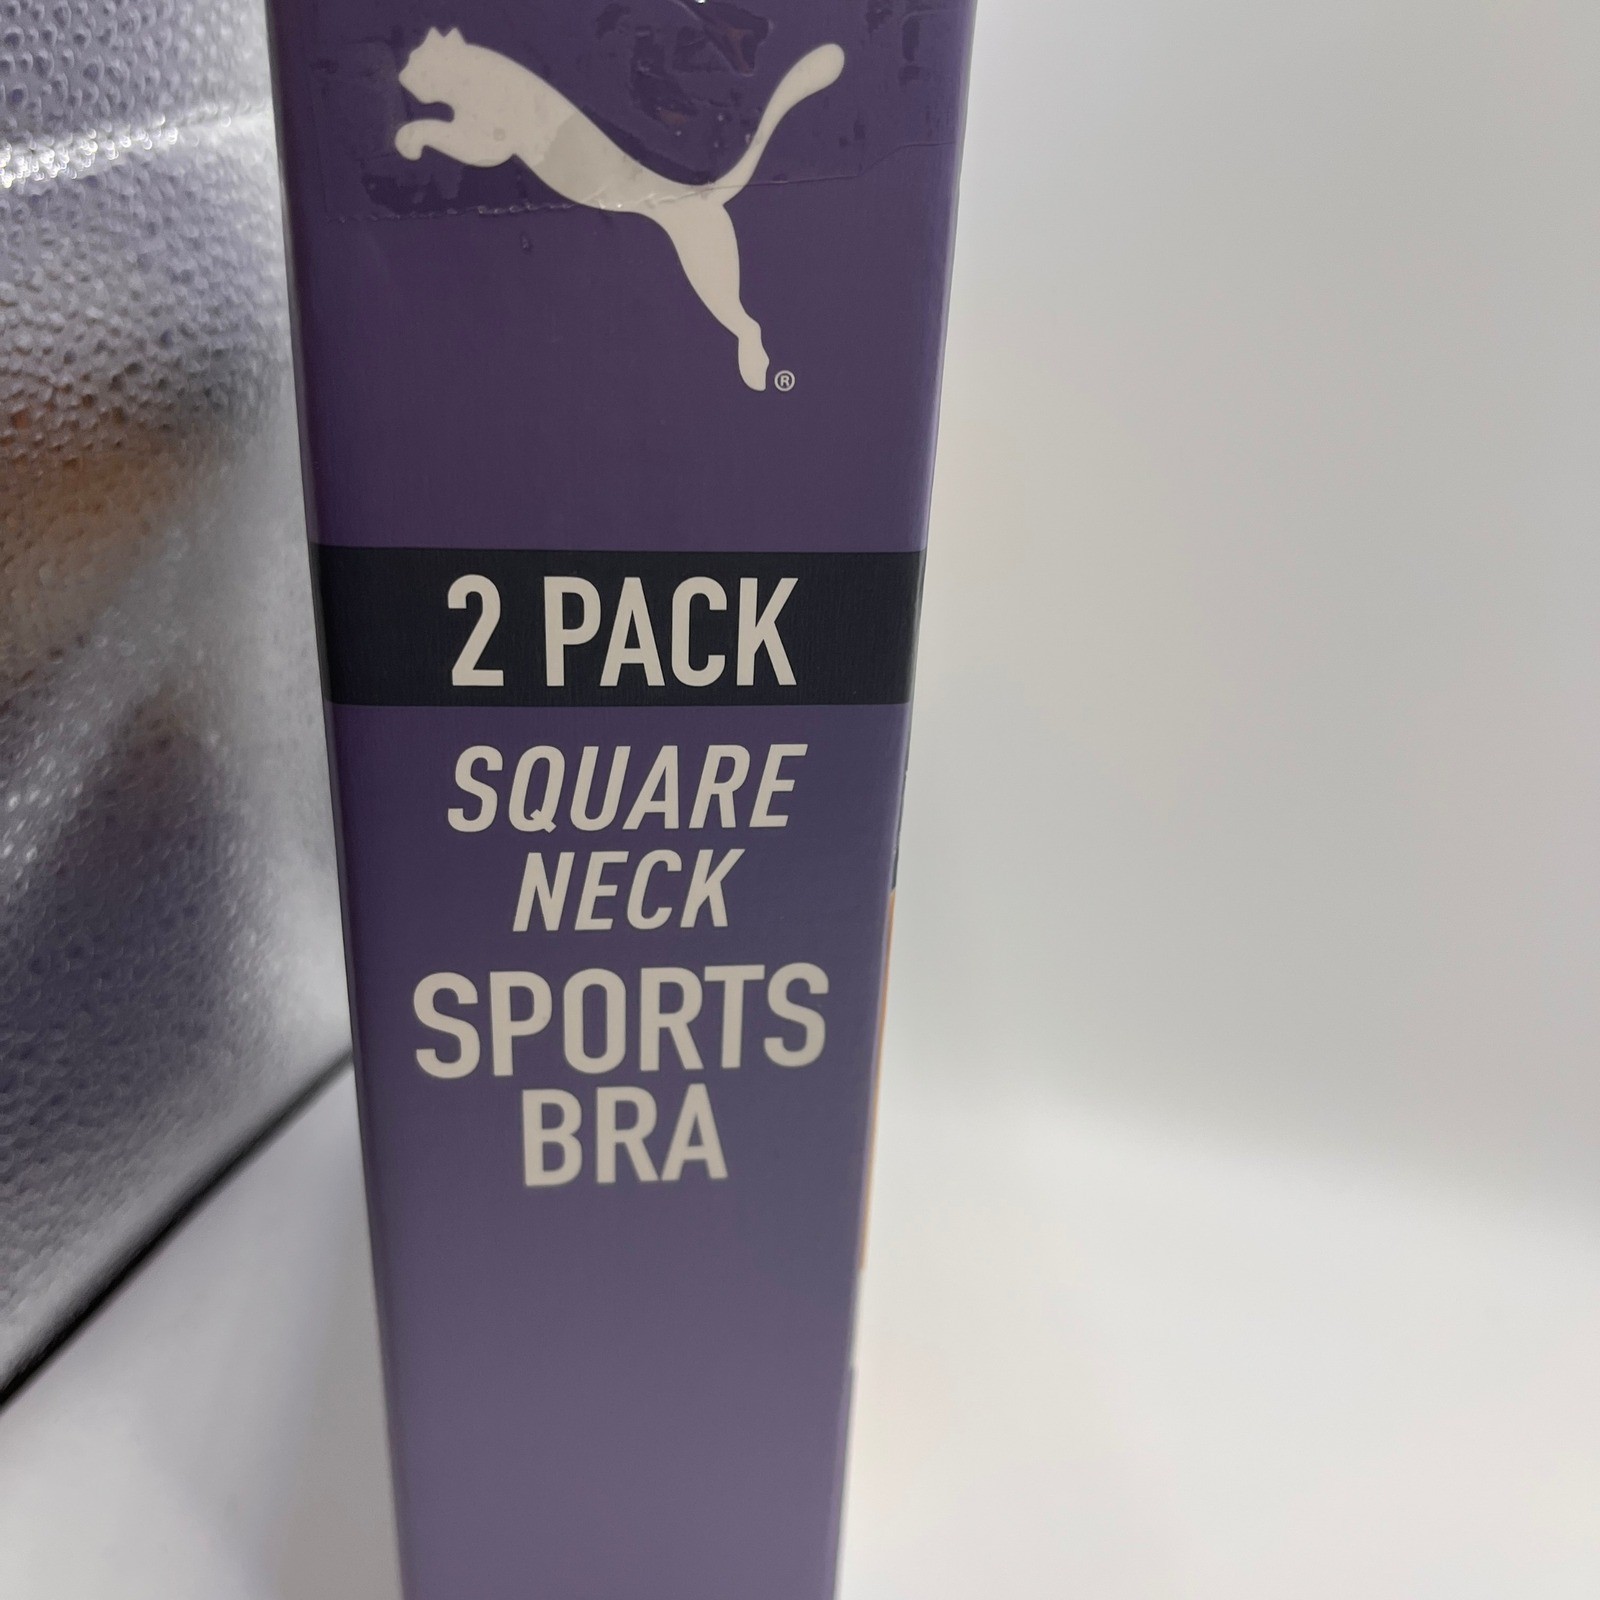 ®
2 PACK
SQUARE
NECK
SPORTS
BRA